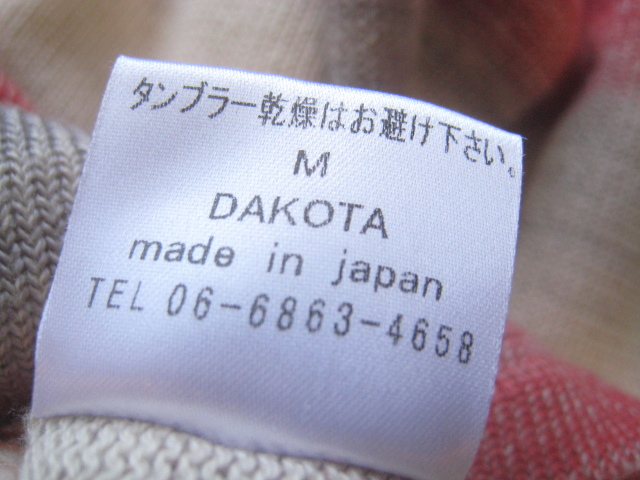 タンブラー乾燥はお避け下さい。
M
DAKOTA
made in japan
TEL 06-6863-4658